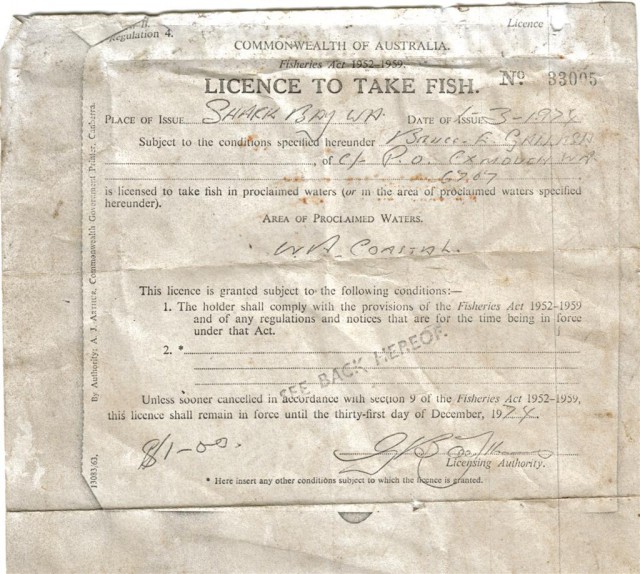 Regulation 4.
Licence
COMMONWEALTH OF AUSTRALIA.
Fisheries Act 1952–1959.
LICENCE TO TAKE FISH. No 33005
PLACE OF ISSUE SHARK BAY WA. DATE OF ISSUE 1-3-1974
Subject to the conditions specified hereunder Bruce A.
, of C/- P.O. EXMOUTH WA.
6707
is licensed to take fish in proclaimed waters (or in the area of proclaimed waters specified
hereunder).
AREA OF PROCLAIMED WATERS.
W.A. COASTAL.
This licence is granted subject to the following conditions:—
1. The holder shall comply with the provisions of the Fisheries Act 1952–1959
and of any regulations and notices that are for the time being in force
under that Act.
2. *
SEE BACK HEREOF.
Unless sooner cancelled in accordance with section 9 of the Fisheries Act 1952–1959,
this licence shall remain in force until the thirty-first day of December, 1974
$1-00.
Licensing Authority.
* Here insert any other conditions subject to which the licence is granted.
13083/63. By Authority: A. J. ARTHUR, Commonwealth Government Printer, Canberra.